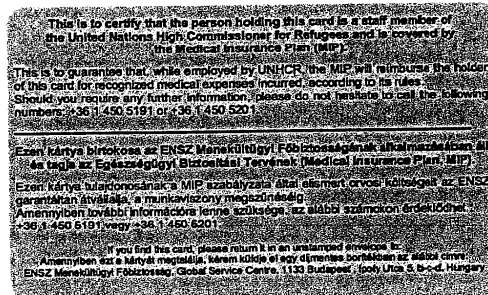 This is to certify that the person holding this card is a staff member of
the United Nations High Commissioner for Refugees and is covered by
the Medical Insurance Plan (MIP).
This is to guarantee that, while employed by UNHCR, the MIP will reimburse the holder
of this card for recognized medical expenses incurred, according to its rules.
Should you require any further information, please do not hesitate to call the following
numbers: +36 1 450 5191 or +36 1 450 5201
Ezen kártya birtokosa az ENSZ Menekültügyi Főbiztosságának alkalmazásában áll
és tagja az Egészségügyi Biztosítási Tervének (Medical Insurance Plan, MIP).
Ezen kártya tulajdonosának a MIP szabályzata által elismert orvosi költségeit az ENSZ
garantáltan átvállalja, a munkaviszony megszűnéséig.
Amennyiben további információra lenne szüksége, az alábbi számokon érdeklődhet:
+36 1 450 5191 vagy +36 1 450 5201
If you find this card, please return it in an unstamped envelope to:
Amennyiben ezt a kártyát megtalálja, kérem küldje el egy díjmentes borítékban az alábbi címre:
ENSZ Menekültügyi Főbiztosság, Global Service Centre, 1133 Budapest, Ipoly Utca 5. b-c-d, Hungary